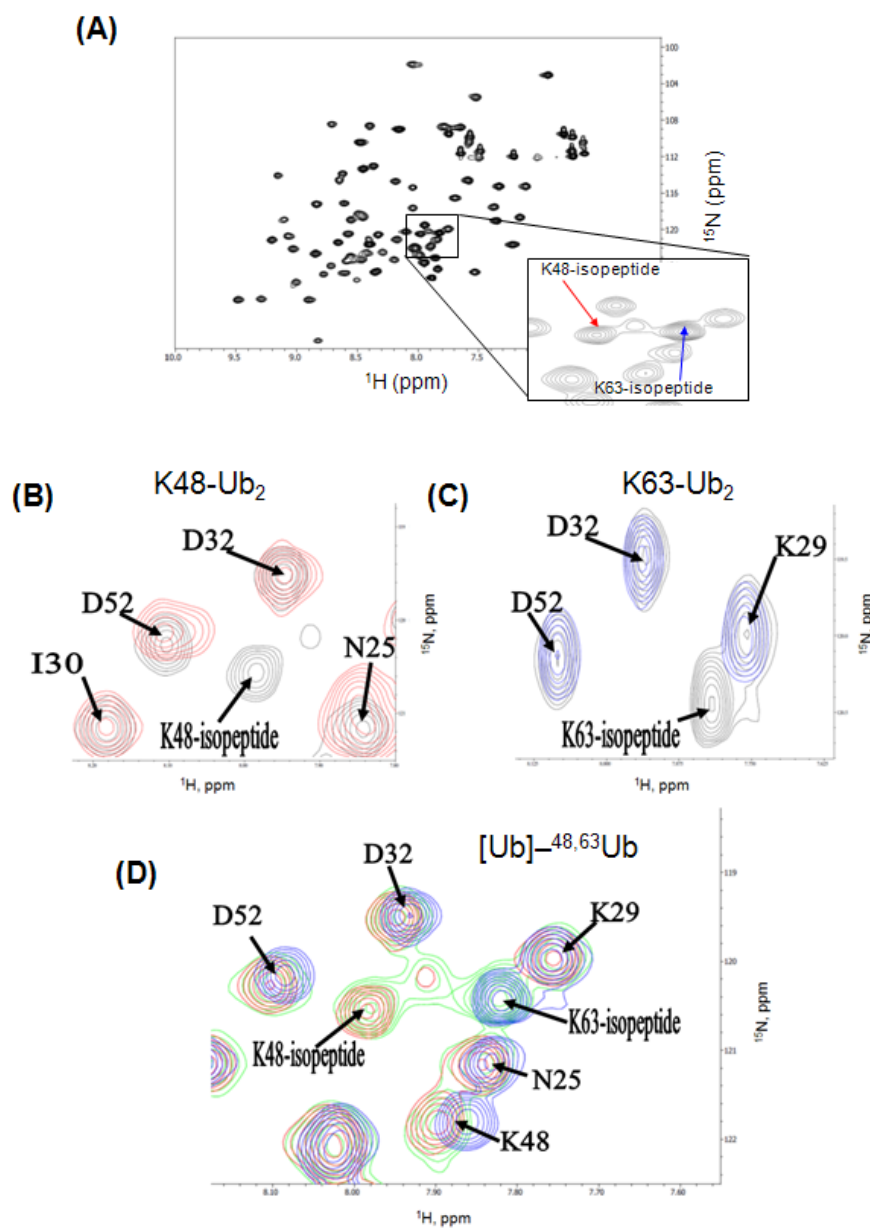 (A)
100
105
108
112
115
120
¹⁵N (ppm)
10.0
9.5
9.0
8.5
8.0
7.5
¹H (ppm)
K48-isopeptide
K63-isopeptide
(B)
K48-Ub₂
D32
D52
I30
N25
K48-isopeptide
¹⁵N, ppm
¹H, ppm
(C)
K63-Ub₂
D32
K29
D52
K63-isopeptide
¹⁵N, ppm
¹H, ppm
(D)
[Ub]–⁴⁸,⁶³Ub
D32
D52
K29
K48-isopeptide
K63-isopeptide
N25
K48
119
120
121
122
¹⁵N, ppm
8.10
8.00
7.90
7.80
7.70
7.60
¹H, ppm